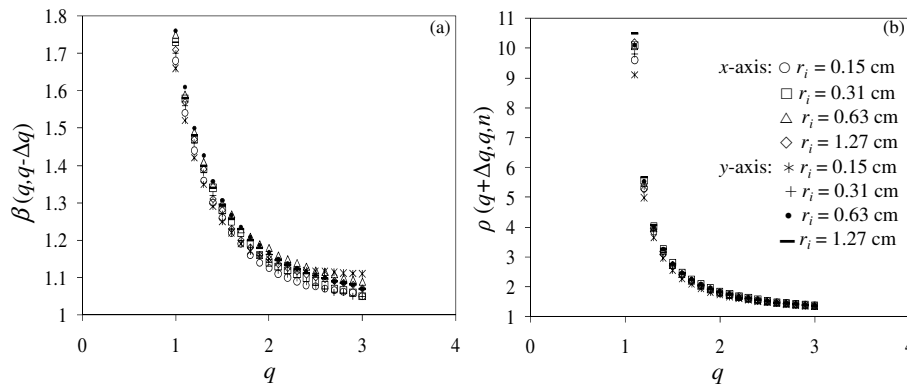 (a)
1.8
1.7
1.6
1.5
1.4
1.3
1.2
1.1
1
β (q,q-Δq)
0 1 2 3 4
q
(b)
11
10
9
8
7
6
5
4
3
2
1
ρ (q+Δq,q,n)
0 1 2 3 4
q
x-axis: r_i = 0.15 cm
r_i = 0.31 cm
r_i = 0.63 cm
r_i = 1.27 cm
y-axis: r_i = 0.15 cm
r_i = 0.31 cm
r_i = 0.63 cm
r_i = 1.27 cm